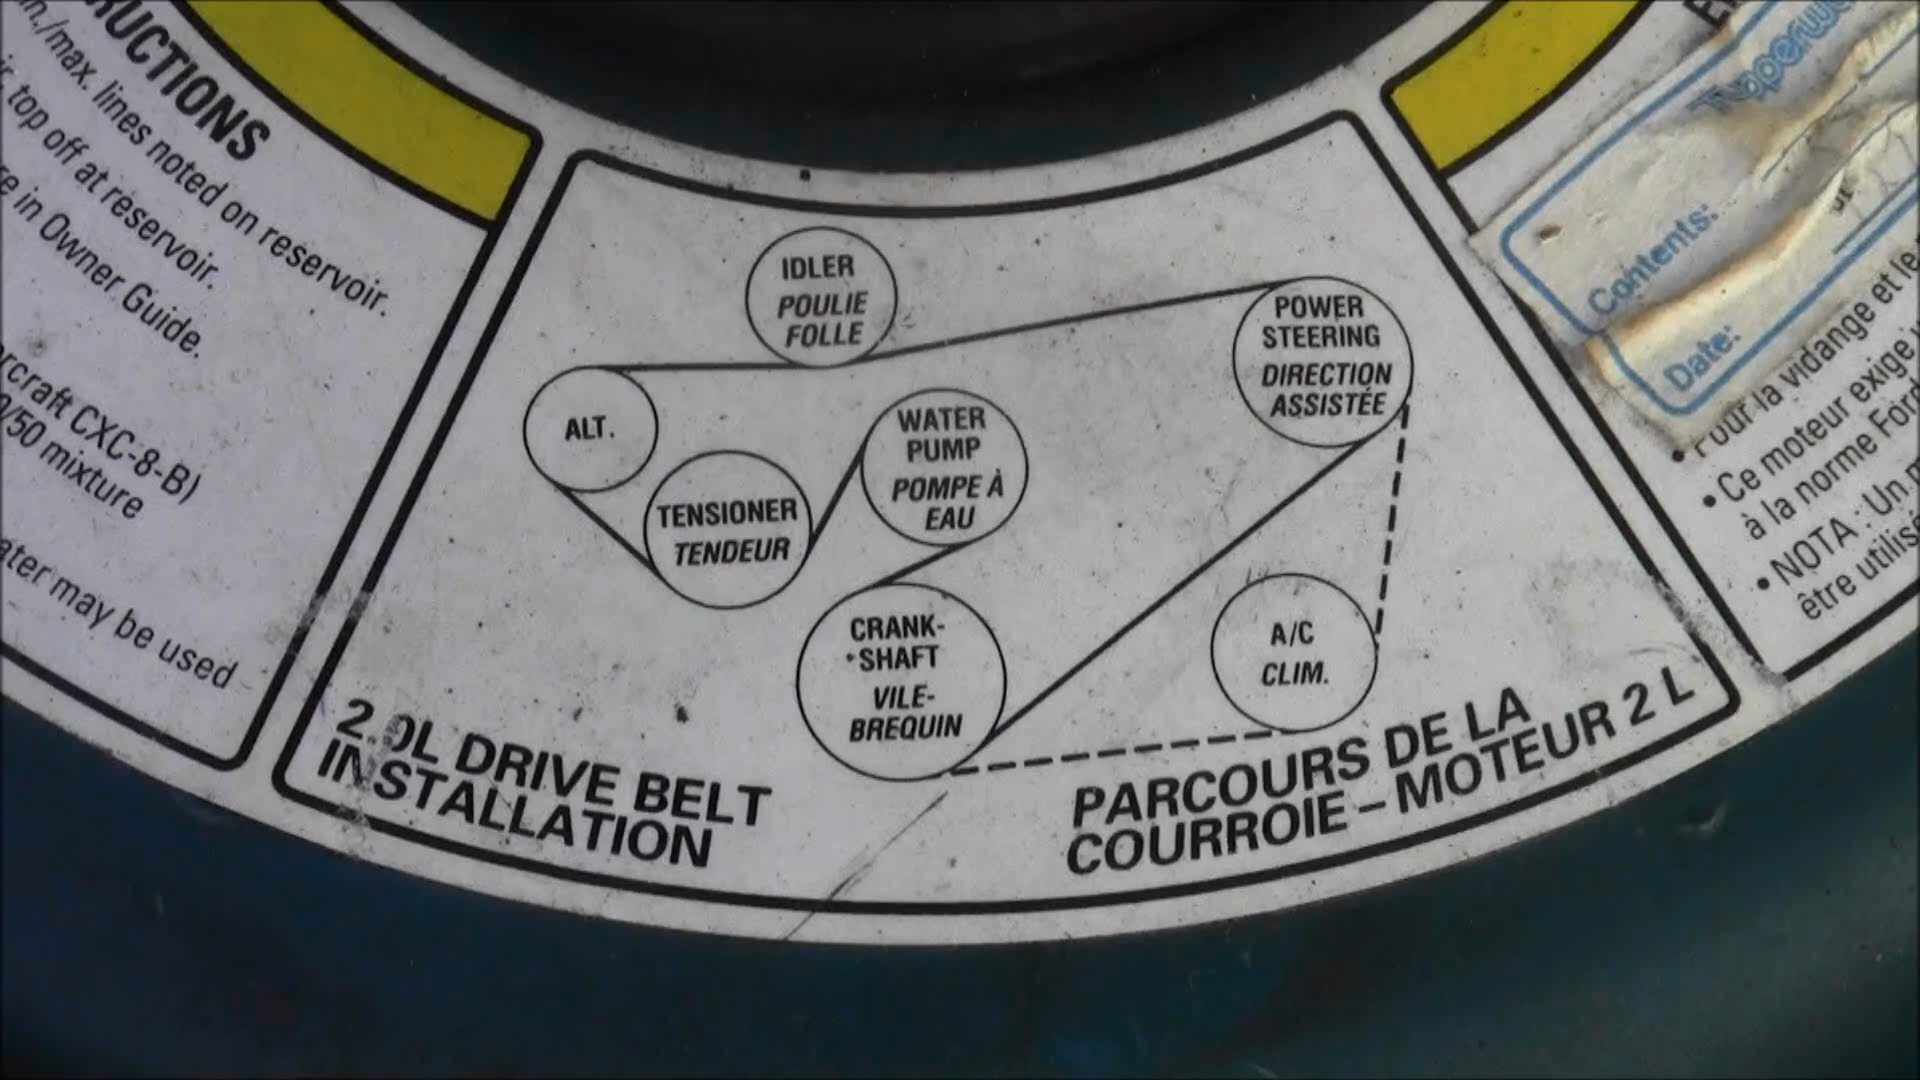 RUCTIONS
n./max. lines noted on reservoir.
top off at reservoir.
in Owner Guide.
rcraft CXC-8-B)
0/50 mixture
ater may be used
IDLER
POULIE
FOLLE
POWER
STEERING
DIRECTION
ASSISTÉE
ALT.
WATER
PUMP
POMPE À
EAU
TENSIONER
TENDEUR
CRANK-
SHAFT
VILE-
BREQUIN
A/C
CLIM.
2.0L DRIVE BELT
INSTALLATION
PARCOURS DE LA
COURROIE – MOTEUR 2 L
Tupperwa
Contents:
Date:
• Pour la vidange et le
• Ce moteur exige
à la norme Ford
• NOTA : Un
être utilisé